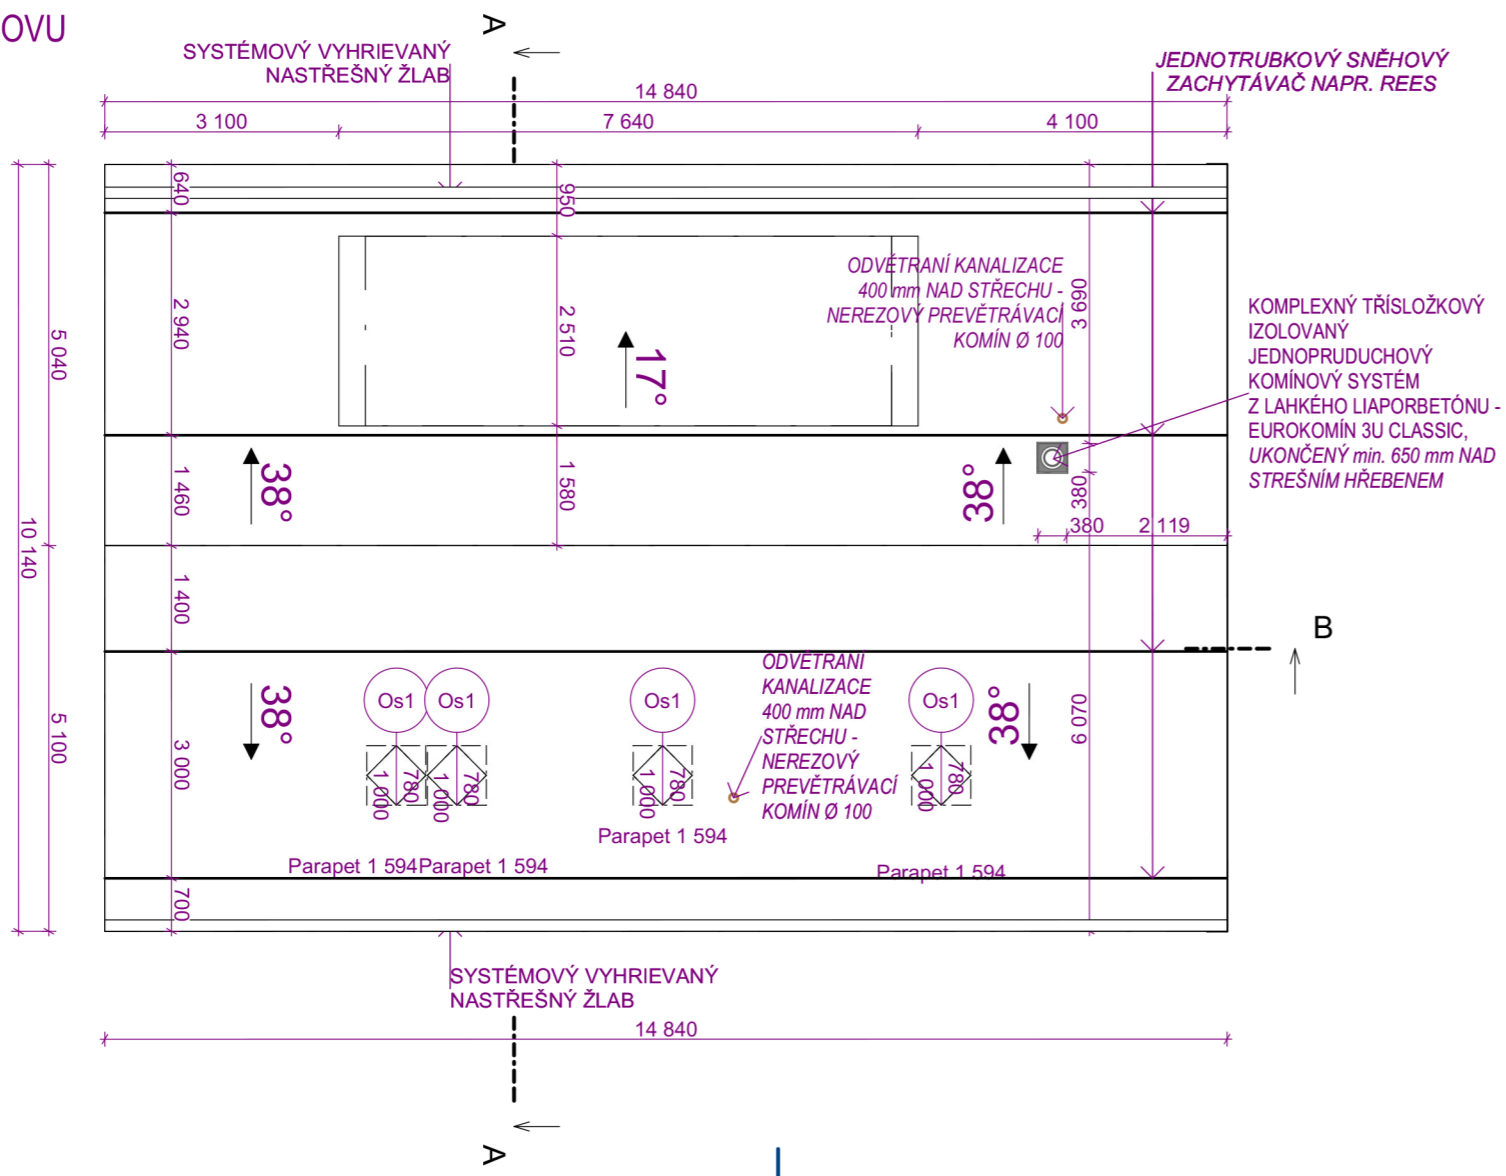 OVU
A
SYSTÉMOVÝ VYHRIEVANÝ
NASTŘEŠNÝ ŽLAB
JEDNOTRUBKOVÝ SNĚHOVÝ
ZACHYTÁVAČ NAPR. REES
14 840
3 100
7 640
4 100
640
950
2 940
2 510
3 690
5 040
17°
ODVĚTRANÍ KANALIZACE
400 mm NAD STŘECHU -
NEREZOVÝ PREVĚTRÁVACÍ
KOMÍN Ø 100
KOMPLEXNÝ TŘÍSLOŽKOVÝ
IZOLOVANÝ
JEDNOPRUDUCHOVÝ
KOMÍNOVÝ SYSTÉM
Z LAHKÉHO LIAPORBETÓNU -
EUROKOMÍN 3U CLASSIC,
UKONČENÝ min. 650 mm NAD
STREŠNÍM HŘEBENEM
1 460
38°
1 580
38°
380
380
2 119
10 140
1 400
B
5 100
3 000
38°
Os1
Os1
Os1
Os1
38°
6 070
ODVĚTRANÍ
KANALIZACE
400 mm NAD
STŘECHU -
NEREZOVÝ
PREVĚTRÁVACÍ
KOMÍN Ø 100
780
1 000
780
1 000
780
1 000
780
1 000
Parapet 1 594
Parapet 1 594
Parapet 1 594
Parapet 1 594
700
SYSTÉMOVÝ VYHRIEVANÝ
NASTŘEŠNÝ ŽLAB
14 840
A